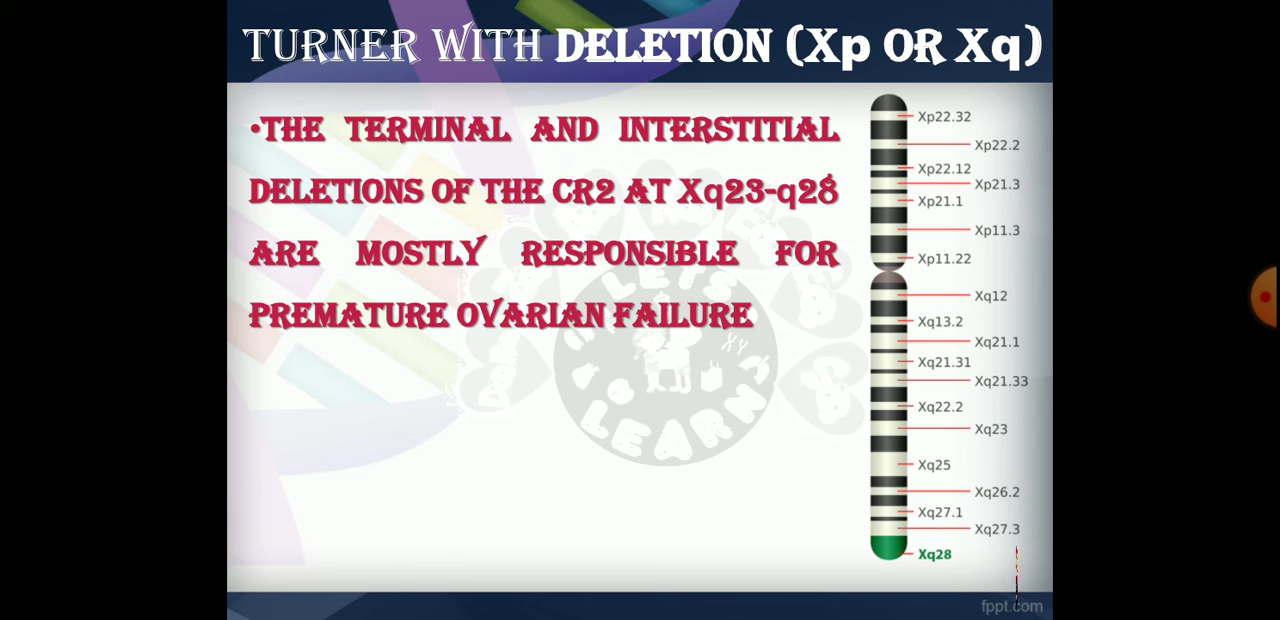 TURNER WITH DELETION (Xp OR Xq)
•THE TERMINAL AND INTERSTITIAL
DELETIONS OF THE CR2 AT Xq23-q28
ARE MOSTLY RESPONSIBLE FOR
PREMATURE OVARIAN FAILURE
Xp22.32
Xp22.2
Xp22.12
Xp21.3
Xp21.1
Xp11.3
Xp11.22
Xq12
Xq13.2
Xq21.1
Xq21.31
Xq21.33
Xq22.2
Xq23
Xq25
Xq26.2
Xq27.1
Xq27.3
Xq28
LETS
LEARN
fppt.com